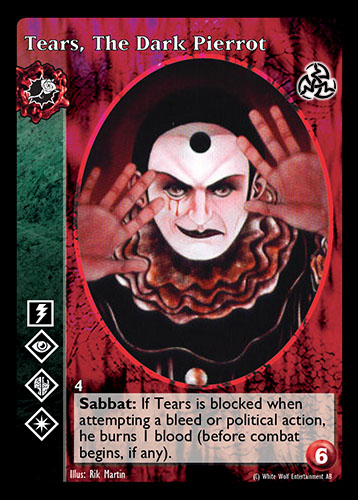 Tears, The Dark Pierrot
4
Sabbat: If Tears is blocked when
attempting a bleed or political action,
he burns 1 blood (before combat
begins, if any).
6
Illus: Rik Martin
(C) White Wolf Entertainment AB